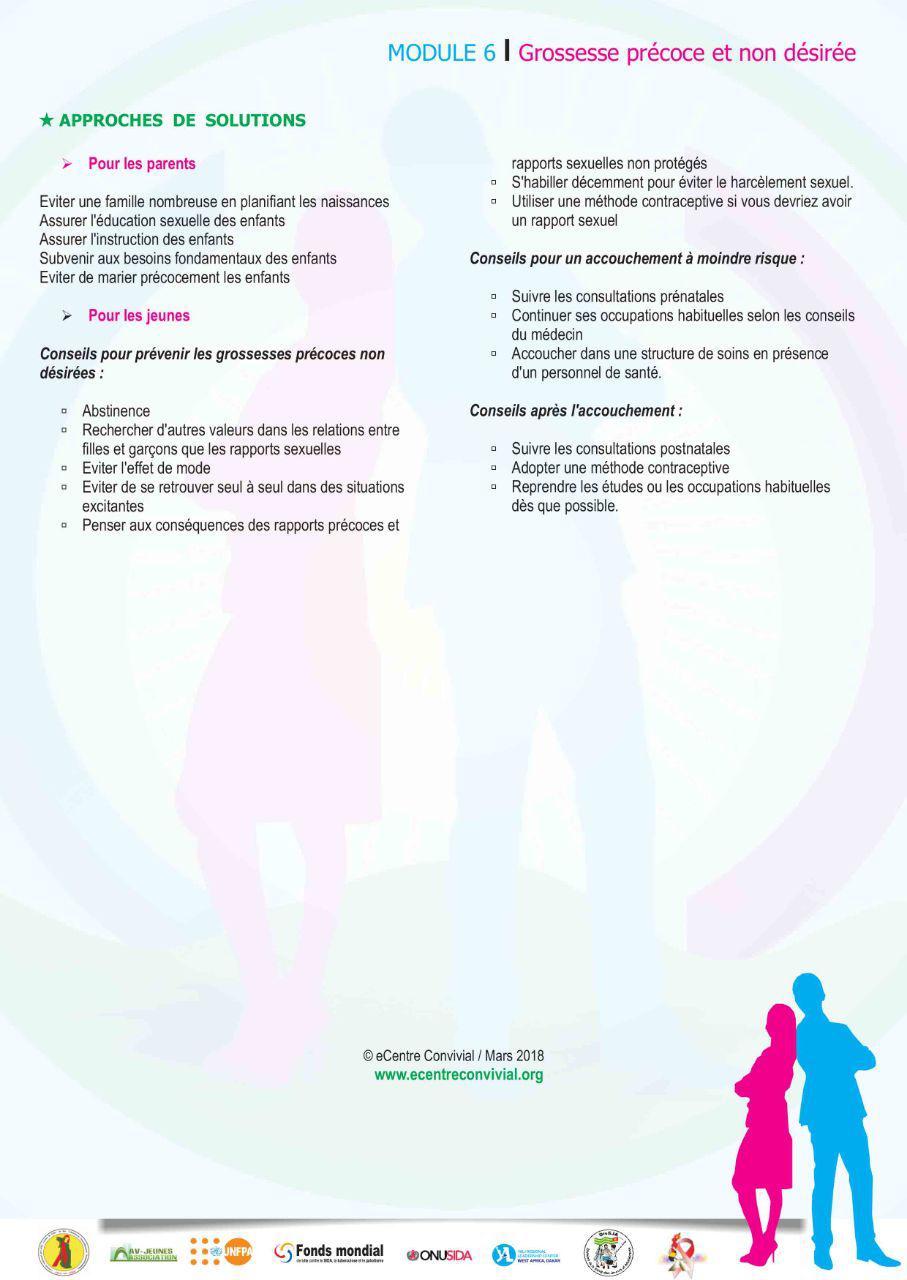 MODULE 6 | Grossesse précoce et non désirée
★ APPROCHES DE SOLUTIONS
➢ Pour les parents
Eviter une famille nombreuse en planifiant les naissances
Assurer l'éducation sexuelle des enfants
Assurer l'instruction des enfants
Subvenir aux besoins fondamentaux des enfants
Eviter de marier précocement les enfants
➢ Pour les jeunes
Conseils pour prévenir les grossesses précoces non
désirées :
▫ Abstinence
▫ Rechercher d'autres valeurs dans les relations entre
filles et garçons que les rapports sexuelles
▫ Eviter l'effet de mode
▫ Eviter de se retrouver seul à seul dans des situations
excitantes
▫ Penser aux conséquences des rapports précoces et
rapports sexuelles non protégés
▫ S'habiller décemment pour éviter le harcèlement sexuel.
▫ Utiliser une méthode contraceptive si vous devriez avoir
un rapport sexuel
Conseils pour un accouchement à moindre risque :
▫ Suivre les consultations prénatales
▫ Continuer ses occupations habituelles selon les conseils
du médecin
▫ Accoucher dans une structure de soins en présence
d'un personnel de santé.
Conseils après l'accouchement :
▫ Suivre les consultations postnatales
▫ Adopter une méthode contraceptive
▫ Reprendre les études ou les occupations habituelles
dès que possible.
© eCentre Convivial / Mars 2018
www.ecentreconvivial.org
AV-JEUNES
ASSOCIATION
UNFPA
Fonds mondial
ONUSIDA
YALI REGIONAL
LEADERSHIP CENTER
WEST AFRICA, DAKAR